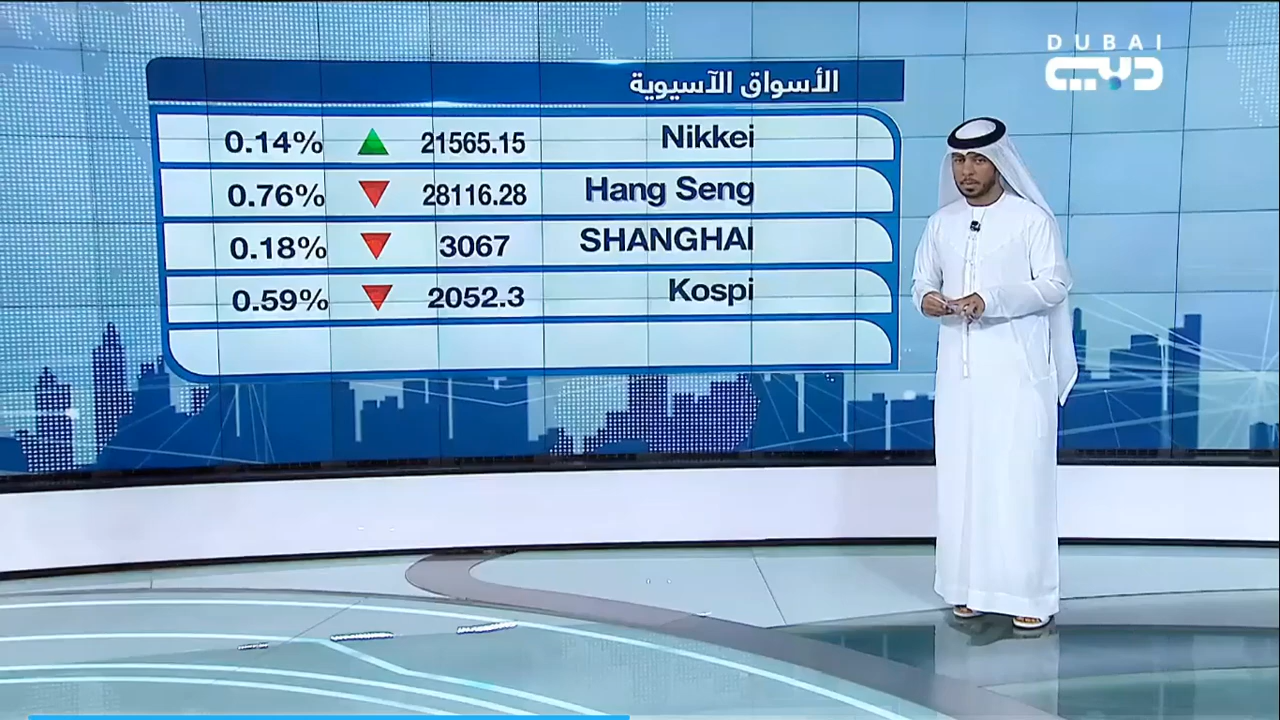 DUBAI
دبي
الأسواق الآسيوية
Nikkei 21565.15 0.14%
Hang Seng 28116.28 0.76%
SHANGHAI 3067 0.18%
Kospi 2052.3 0.59%